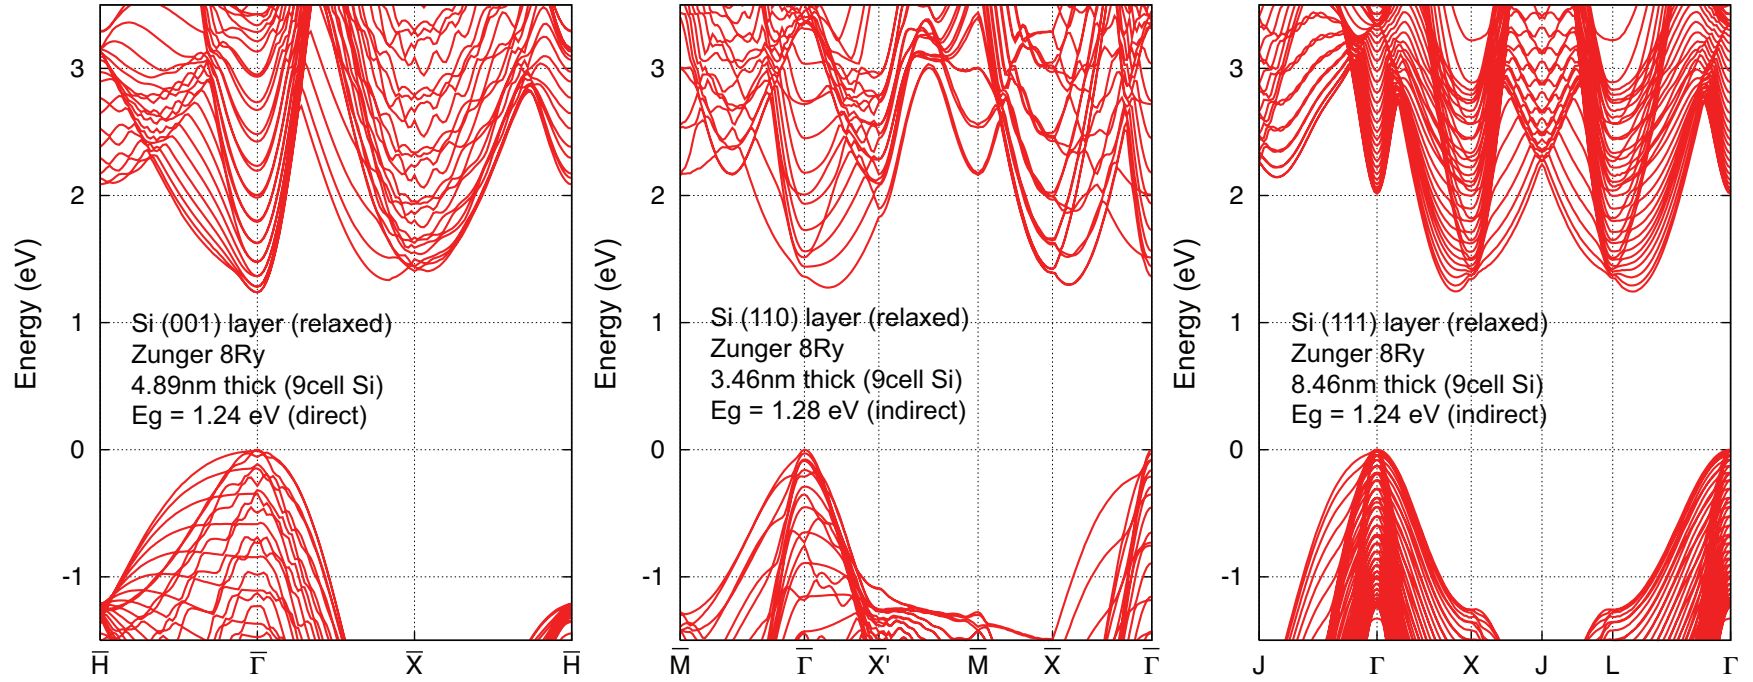 Energy (eV)
3
2
1
0
-1
Si (001) layer (relaxed)
Zunger 8Ry
4.89nm thick (9cell Si)
Eg = 1.24 eV (direct)
H̅ Γ̅ X̅ H̅
Energy (eV)
3
2
1
0
-1
Si (110) layer (relaxed)
Zunger 8Ry
3.46nm thick (9cell Si)
Eg = 1.28 eV (indirect)
M̅ Γ̅ X̅' M̅ X̅ Γ̅
Energy (eV)
3
2
1
0
-1
Si (111) layer (relaxed)
Zunger 8Ry
8.46nm thick (9cell Si)
Eg = 1.24 eV (indirect)
J Γ X J L Γ